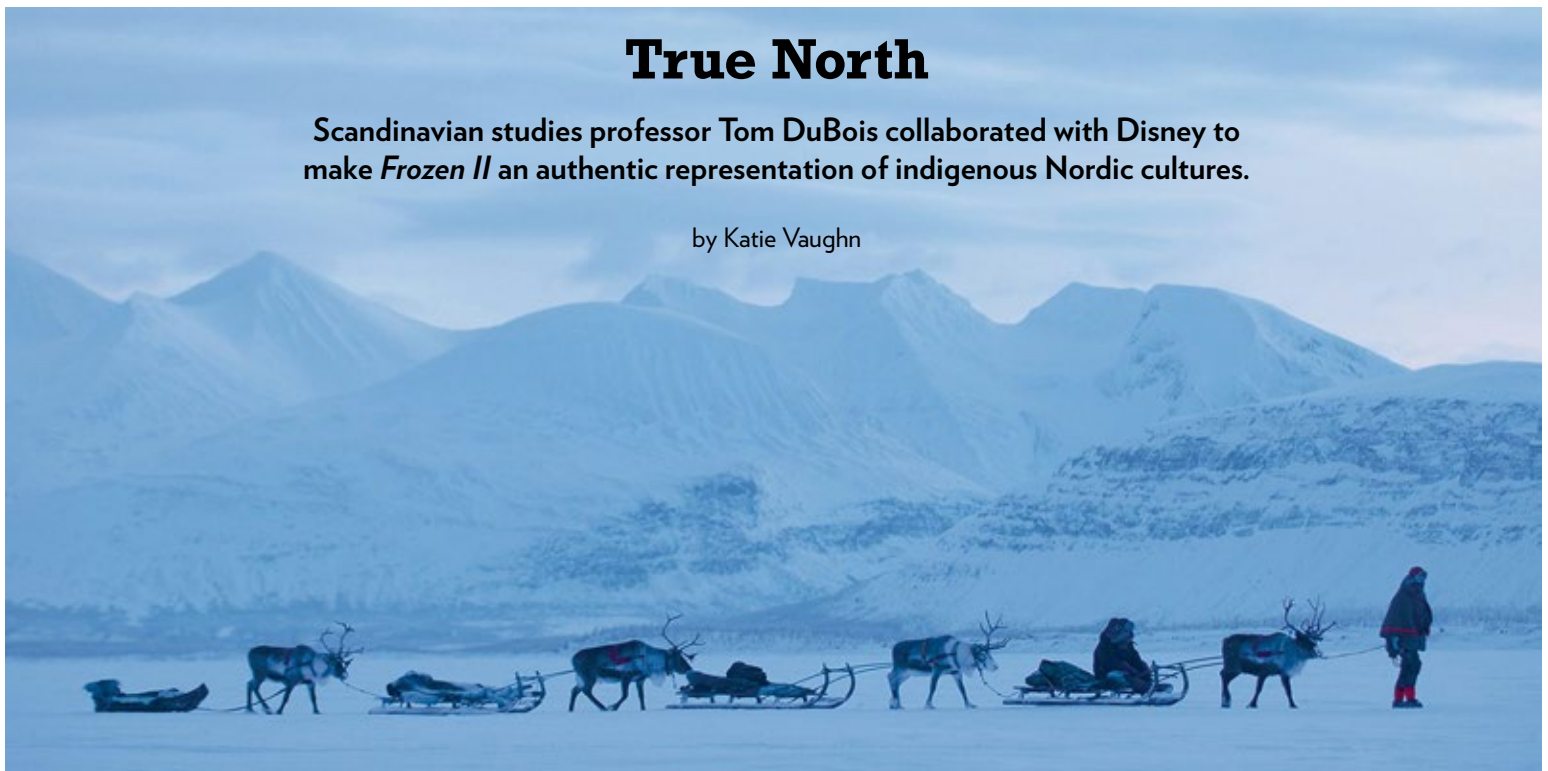 True North
Scandinavian studies professor Tom DuBois collaborated with Disney to
make Frozen II an authentic representation of indigenous Nordic cultures.
by Katie Vaughn